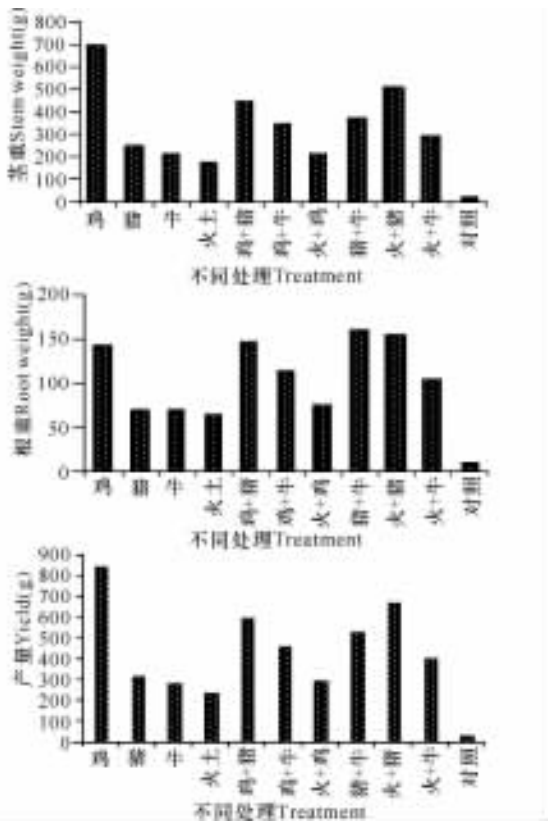 茎重Stem weight(g)
800
700
600
500
400
300
200
100
0
鸡 猪 牛 火土 鸡+猪 鸡+牛 火+鸡 猪+牛 火+猪 火+牛 对照
不同处理Treatment
根重Root weight(g)
200
150
100
50
0
鸡 猪 牛 火土 鸡+猪 鸡+牛 火+鸡 猪+牛 火+猪 火+牛 对照
不同处理Treatment
产量Yield(g)
900
800
700
600
500
400
300
200
100
0
鸡 猪 牛 火土 鸡+猪 鸡+牛 火+鸡 猪+牛 火+猪 火+牛 对照
不同处理Treatment